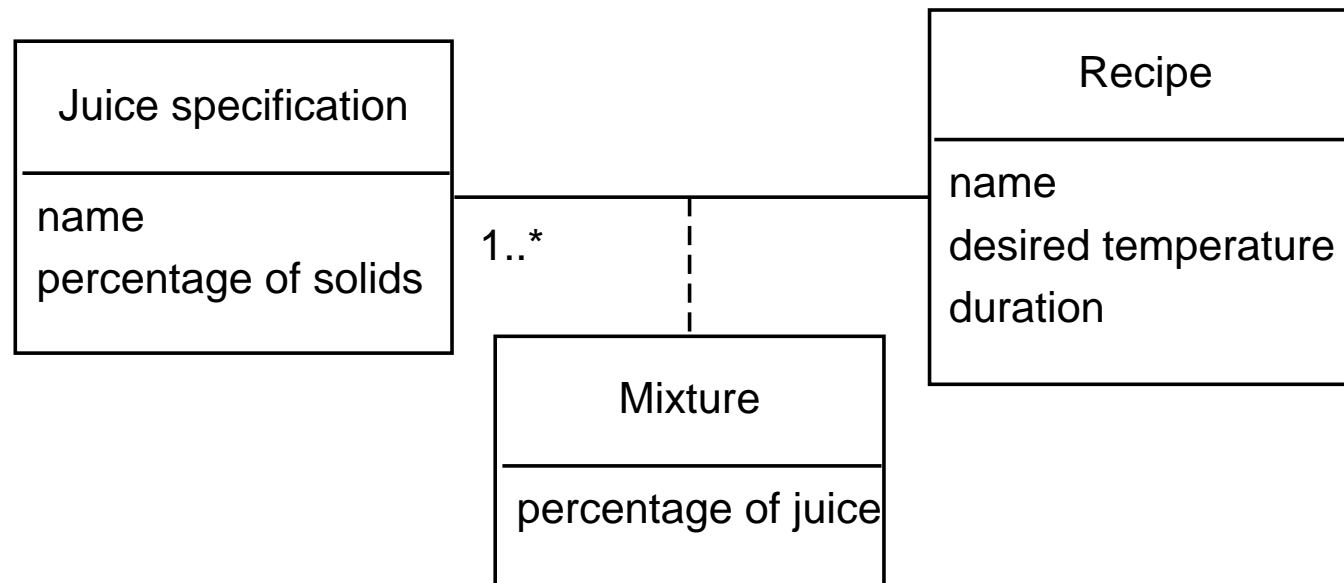 Juice specification
name
percentage of solids
1..*
Recipe
name
desired temperature
duration
Mixture
percentage of juice